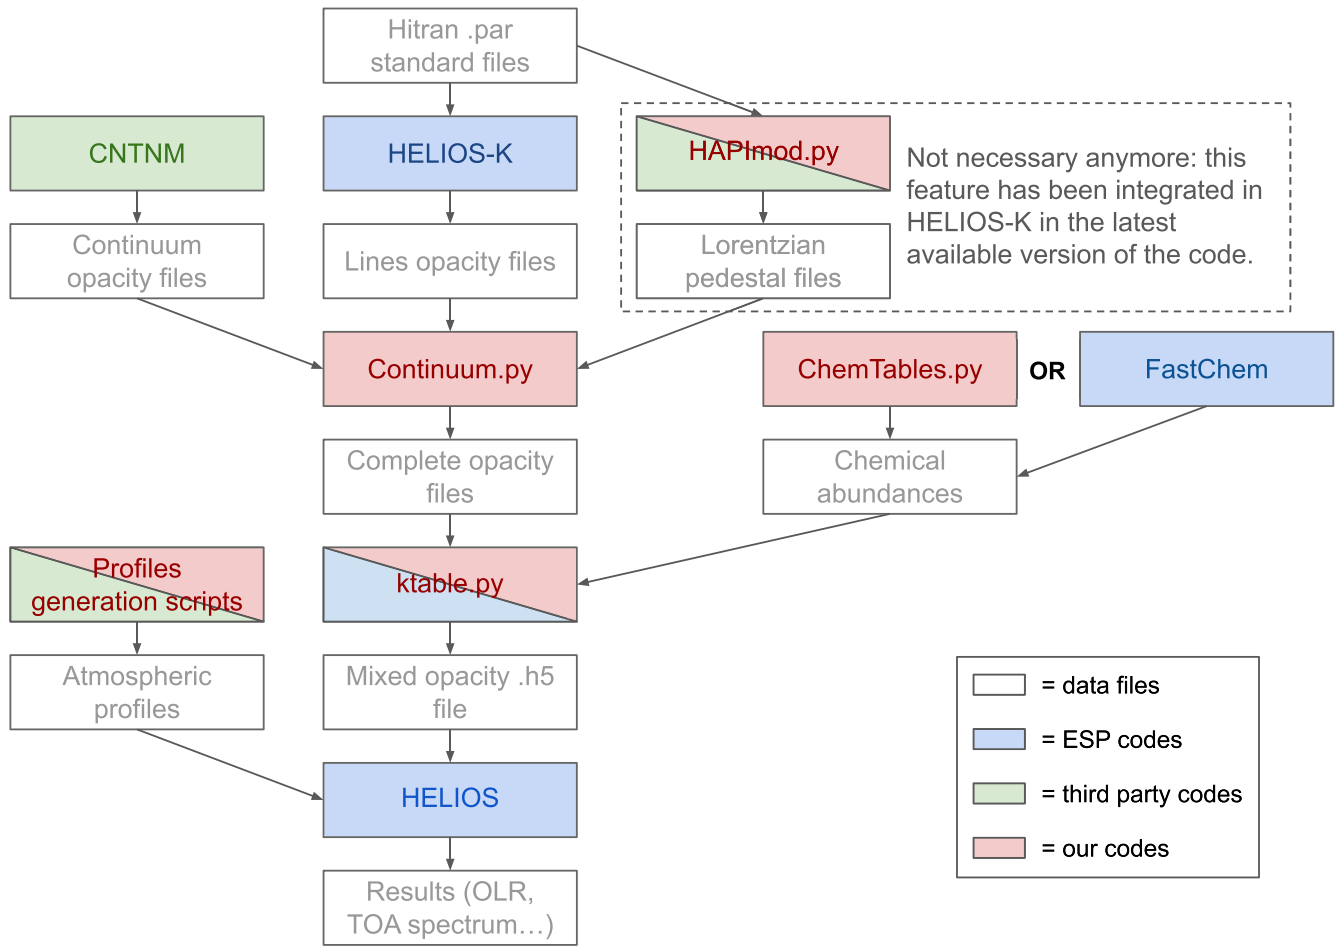 Hitran .par
standard files
CNTNM
HELIOS-K
HAPImod.py
Not necessary anymore: this
feature has been integrated in
HELIOS-K in the latest
available version of the code.
Continuum
opacity files
Lines opacity files
Lorentzian
pedestal files
Continuum.py
ChemTables.py
OR
FastChem
Complete opacity
files
Chemical
abundances
Profiles
generation scripts
ktable.py
Atmospheric
profiles
Mixed opacity .h5
file
HELIOS
Results (OLR,
TOA spectrum…)
= data files
= ESP codes
= third party codes
= our codes